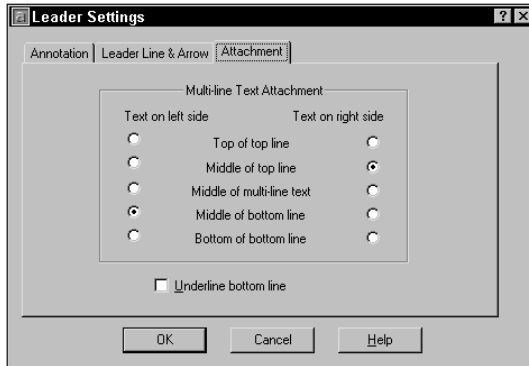 Leader Settings
Annotation Leader Line & Arrow Attachment
Multi-line Text Attachment
Text on left side Text on right side
Top of top line
Middle of top line
Middle of multi-line text
Middle of bottom line
Bottom of bottom line
Underline bottom line
OK Cancel Help